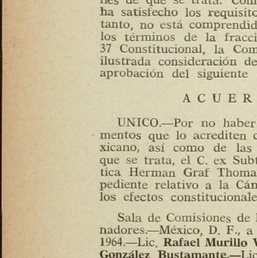 nes de que se trata. Com
ha satisfecho los requisito
tanto, no está comprendid
los términos de la fracci
37 Constitucional, la Com
ilustrada consideración de
aprobación del siguiente
A C U E R
UNICO.—Por no haber
mentos que lo acrediten c
xicano, así como de las
que se trata, el C. ex Subt
tica Herman Graf Thoma
pediente relativo a la Cán
los efectos constitucionale
Sala de Comisiones de l
nadores.—México, D. F., a
1964.—Lic. Rafael Murillo V
González Bustamante.—Lic